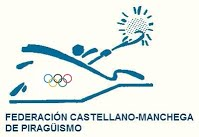 FEDERACIÓN CASTELLANO-MANCHEGA
DE PIRAGÜISMO